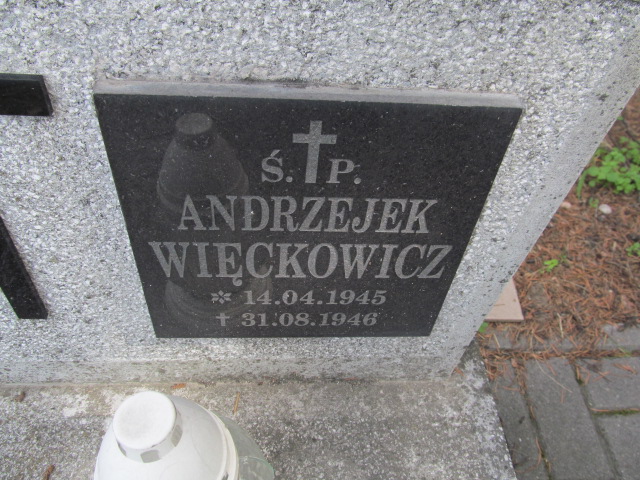 Ś.✝P.
ANDRZEJEK
WIĘCKOWICZ
✲ 14.04.1945
✝ 31.08.1946